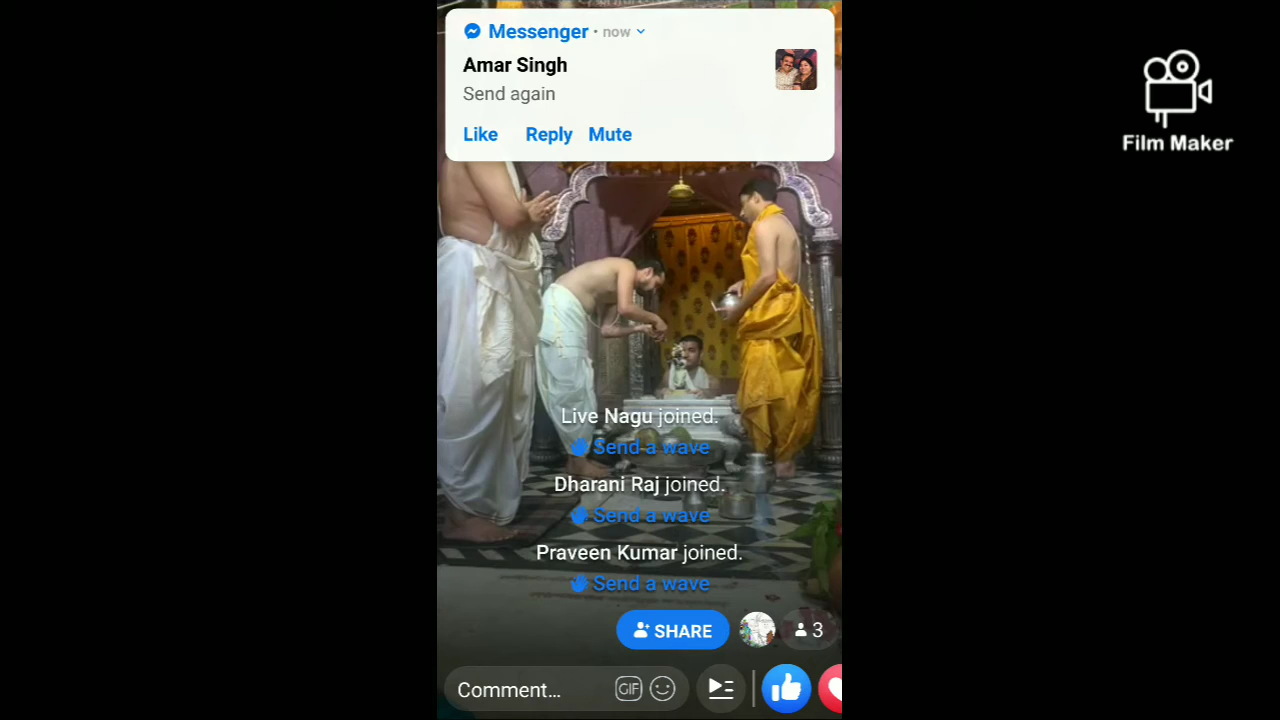 Messenger • now
Amar Singh
Send again
Like Reply Mute
Film Maker
Live Nagu joined.
Send a wave
Dharani Raj joined.
Send a wave
Praveen Kumar joined.
Send a wave
SHARE
3
Comment...
GIF